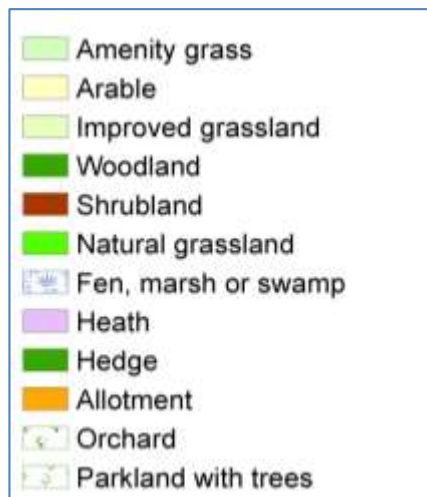 Amenity grass
Arable
Improved grassland
Woodland
Shrubland
Natural grassland
Fen, marsh or swamp
Heath
Hedge
Allotment
Orchard
Parkland with trees